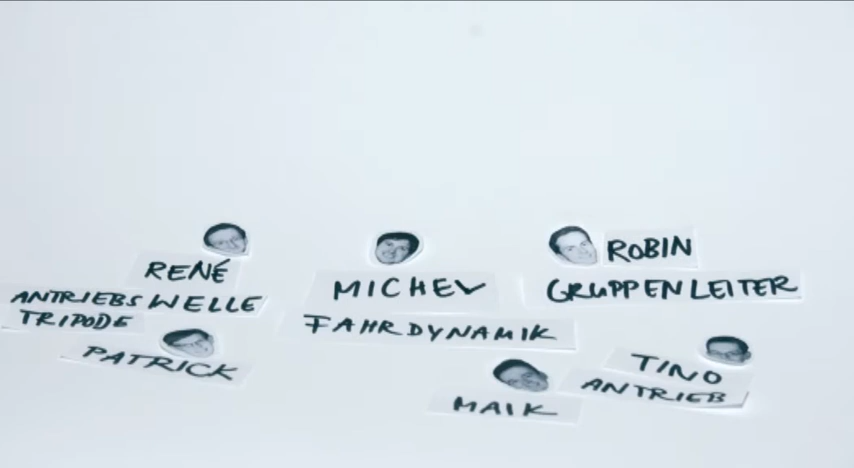 RENÉ
ANTRIEBSWELLE
TRIPODE
PATRICK
MICHEL
FAHRDYNAMIK
MAIK
ROBIN
GRUPPENLEITER
TINO
ANTRIEB